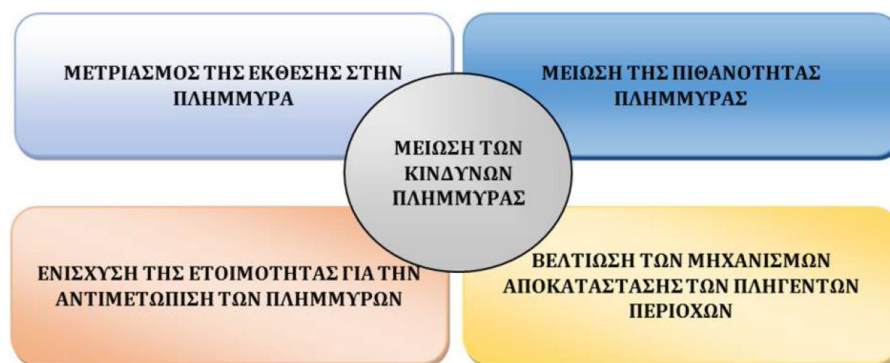 ΜΕΤΡΙΑΣΜΟΣ ΤΗΣ ΕΚΘΕΣΗΣ ΣΤΗΝ
ΠΛΗΜΜΥΡΑ
ΜΕΙΩΣΗ ΤΗΣ ΠΙΘΑΝΟΤΗΤΑΣ
ΠΛΗΜΜΥΡΑΣ
ΜΕΙΩΣΗ ΤΩΝ
ΚΙΝΔΥΝΩΝ
ΠΛΗΜΜΥΡΑΣ
ΕΝΙΣΧΥΣΗ ΤΗΣ ΕΤΟΙΜΟΤΗΤΑΣ ΓΙΑ ΤΗΝ
ΑΝΤΙΜΕΤΩΠΙΣΗ ΤΩΝ ΠΛΗΜΜΥΡΩΝ
ΒΕΛΤΙΩΣΗ ΤΩΝ ΜΗΧΑΝΙΣΜΩΝ
ΑΠΟΚΑΤΑΣΤΑΣΗΣ ΤΩΝ ΠΛΗΓΕΝΤΩΝ
ΠΕΡΙΟΧΩΝ